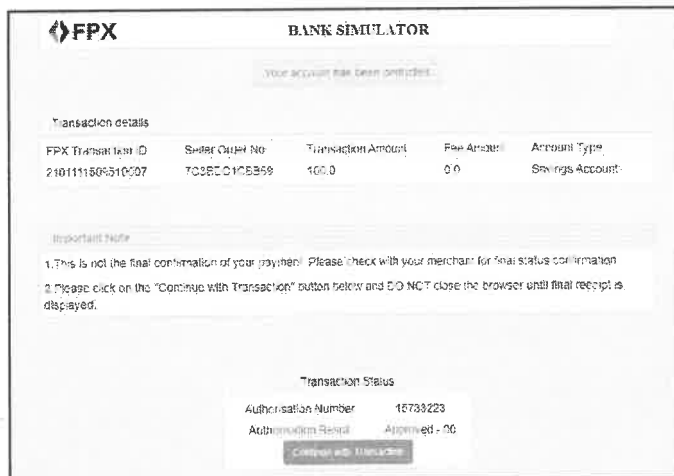 FPX
BANK SIMULATOR
Your account has been
Transaction details
FPX Transaction ID Seller Order No Transaction Amount Fee Amount Account Type
100.0 0.0 Savings Account
Important Note
1.This is not the final confirmation of your payment. Please check with your merchant for final status confirmation
2.Please click on the "Continue with Transaction" button below and DO NOT close the browser until final receipt is
displayed.
Transaction Status
Authorisation Number 15733223
Authorisation Result Approved - 00
Continue with Transaction